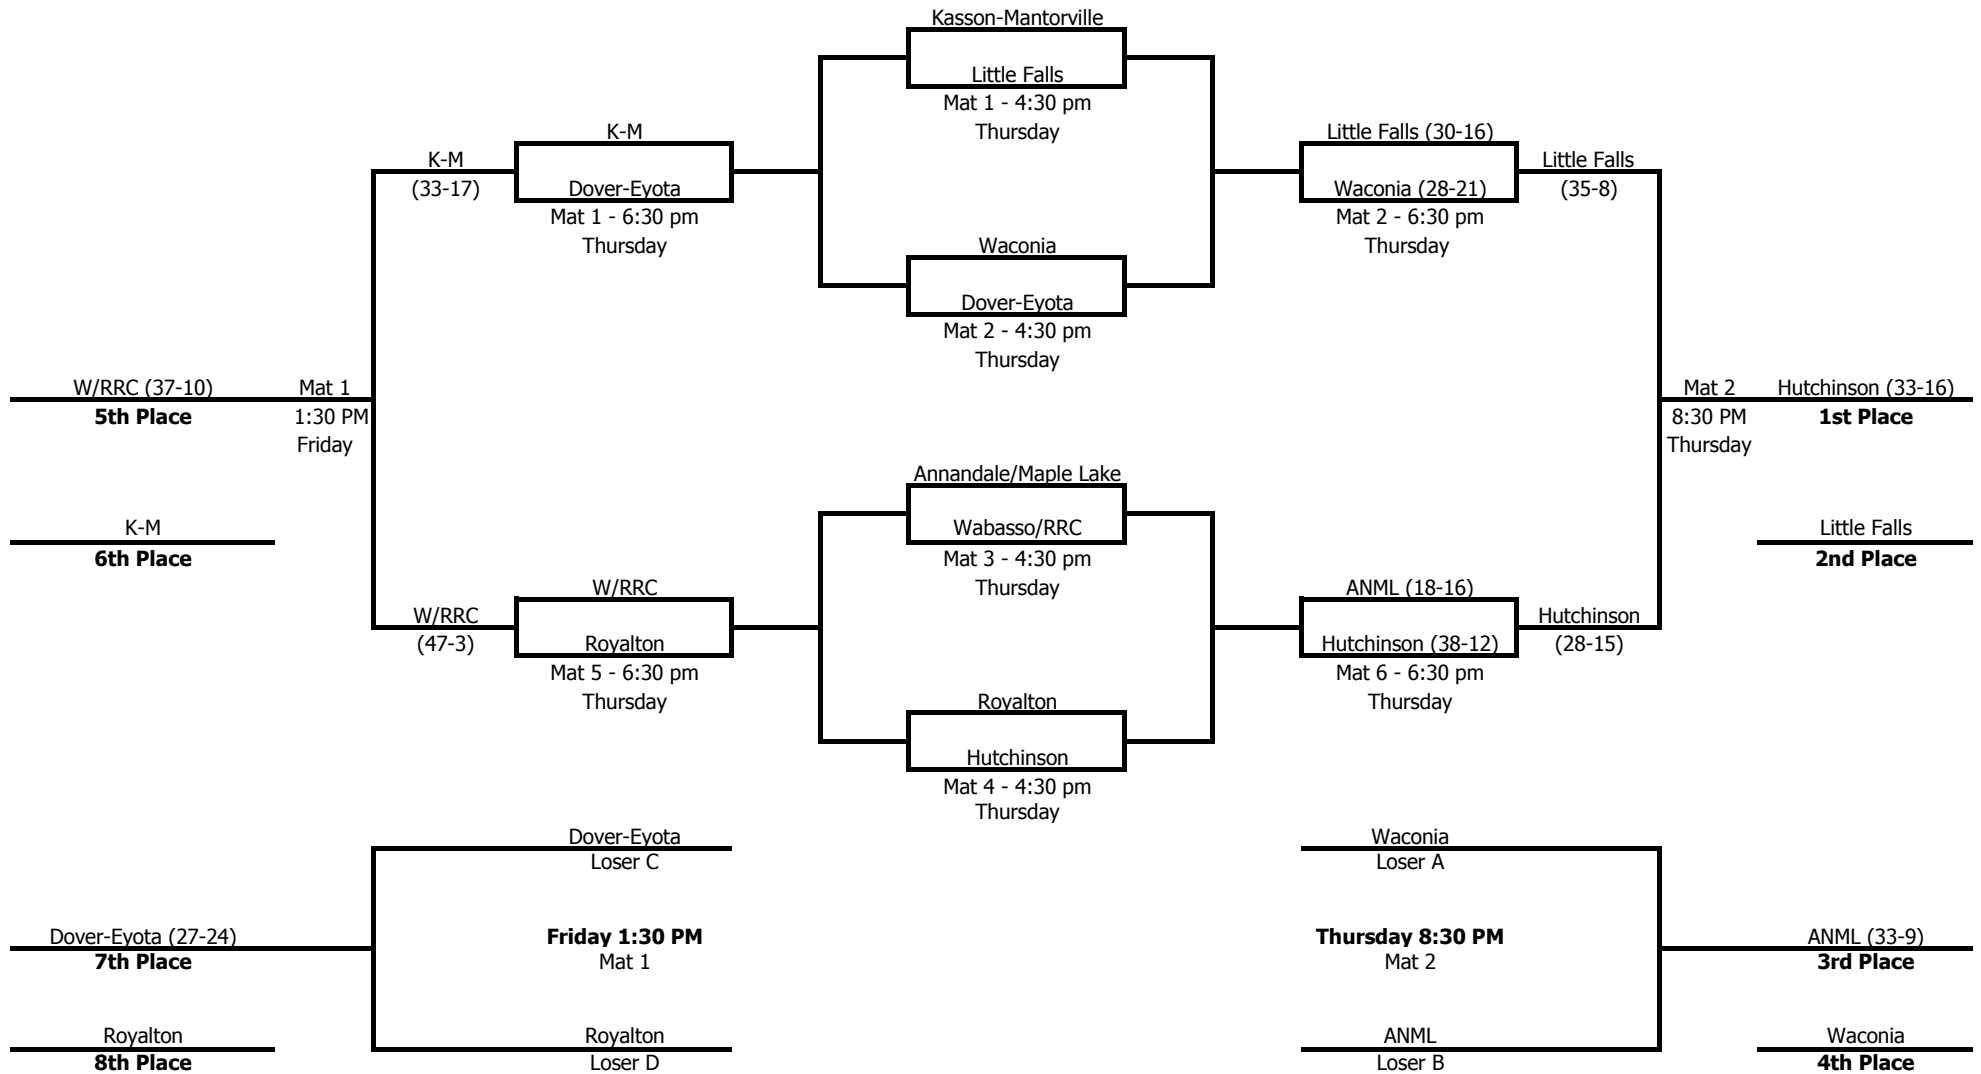 Kasson-Mantorville
Little Falls
Mat 1 - 4:30 pm
Thursday
K-M
Little Falls (30-16)
K-M
(33-17)
Dover-Eyota
Mat 1 - 6:30 pm
Thursday
Waconia (28-21)
Mat 2 - 6:30 pm
Thursday
Little Falls
(35-8)
Waconia
Dover-Eyota
Mat 2 - 4:30 pm
Thursday
W/RRC (37-10)
5th Place
Mat 1
1:30 PM
Friday
Mat 2
8:30 PM
Thursday
Hutchinson (33-16)
1st Place
Annandale/Maple Lake
Wabasso/RRC
Mat 3 - 4:30 pm
Thursday
K-M
6th Place
Little Falls
2nd Place
W/RRC
ANML (18-16)
W/RRC
(47-3)
Royalton
Mat 5 - 6:30 pm
Thursday
Hutchinson (38-12)
Mat 6 - 6:30 pm
Thursday
Hutchinson
(28-15)
Royalton
Hutchinson
Mat 4 - 4:30 pm
Thursday
Dover-Eyota
Loser C
Waconia
Loser A
Dover-Eyota (27-24)
7th Place
Friday 1:30 PM
Mat 1
Thursday 8:30 PM
Mat 2
ANML (33-9)
3rd Place
Royalton
8th Place
Royalton
Loser D
ANML
Loser B
Waconia
4th Place